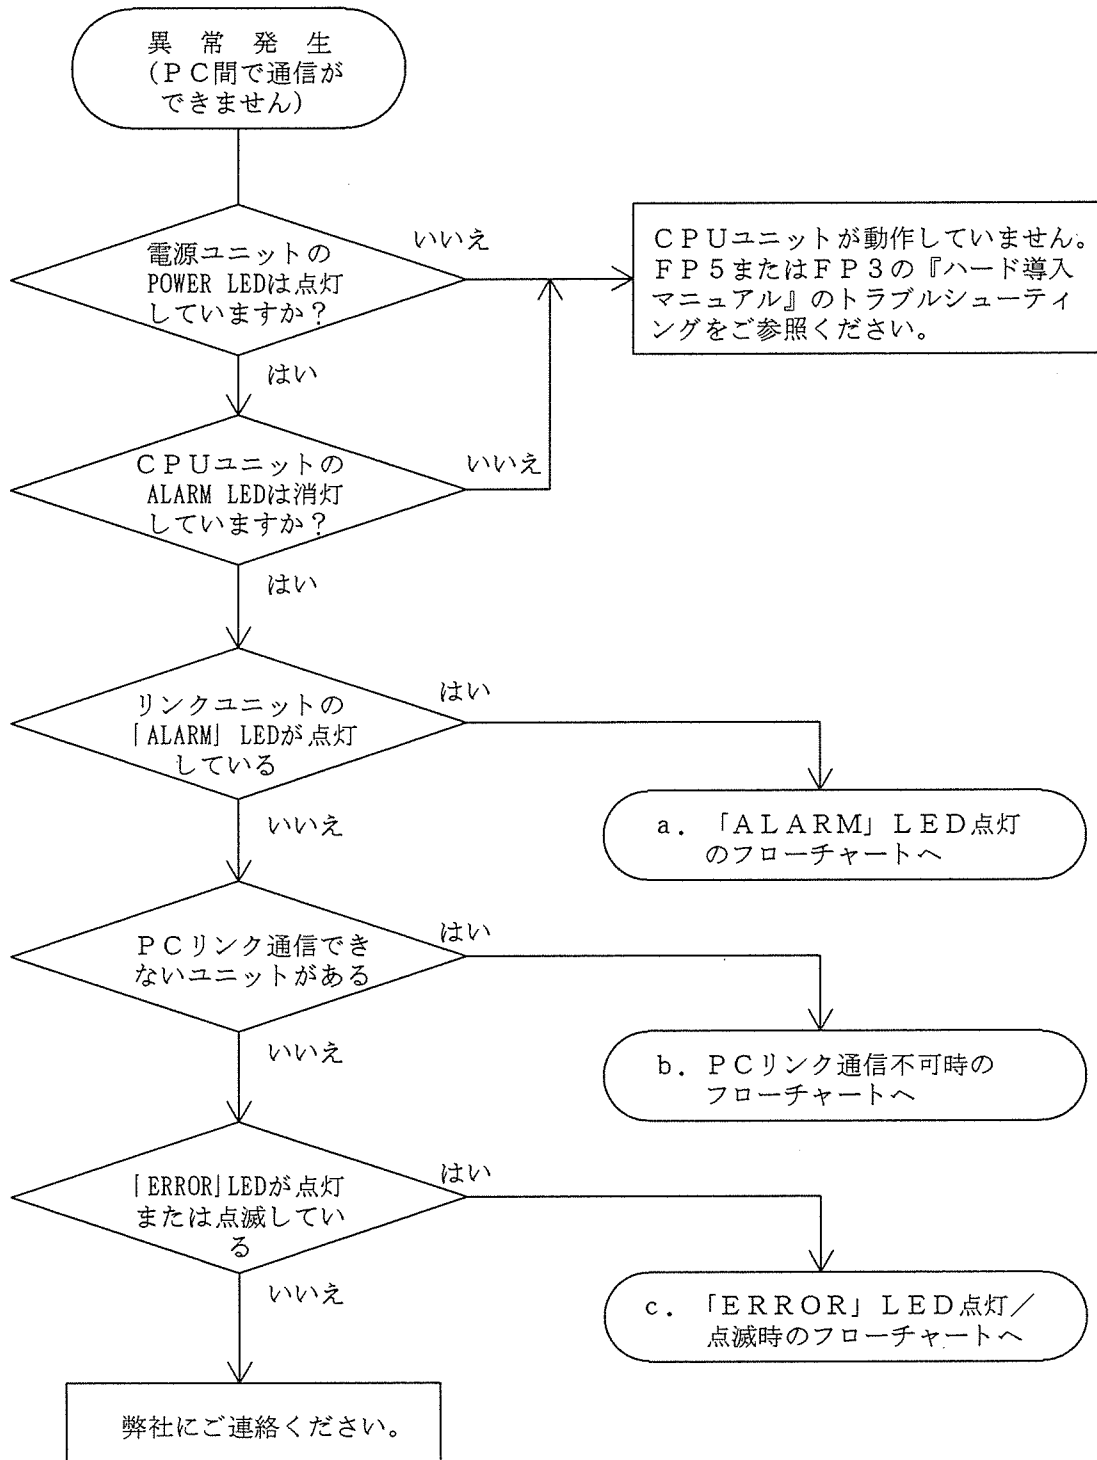 異　常　発　生
（ＰＣ間で通信が
できません）
電源ユニットの
POWER LEDは点灯
していますか？
いいえ
ＣＰＵユニットが動作していません。
ＦＰ５またはＦＰ３の『ハード導入
マニュアル』のトラブルシューティ
ングをご参照ください。
はい
ＣＰＵユニットの
ALARM LEDは消灯
していますか？
いいえ
はい
リンクユニットの
「ALARM」LEDが点灯
している
はい
ａ．「ＡＬＡＲＭ」ＬＥＤ点灯
のフローチャートへ
いいえ
ＰＣリンク通信でき
ないユニットがある
はい
ｂ．ＰＣリンク通信不可時の
フローチャートへ
いいえ
「ERROR」LEDが点灯
または点滅してい
る
はい
ｃ．「ＥＲＲＯＲ」ＬＥＤ点灯／
点滅時のフローチャートへ
いいえ
弊社にご連絡ください。